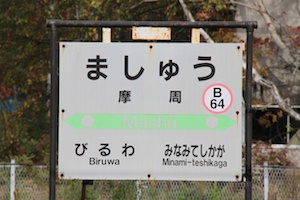 ましゅう
摩周
B
64
Mashū
びるわ みなみてしかが
Biruwa Minami-teshikaga